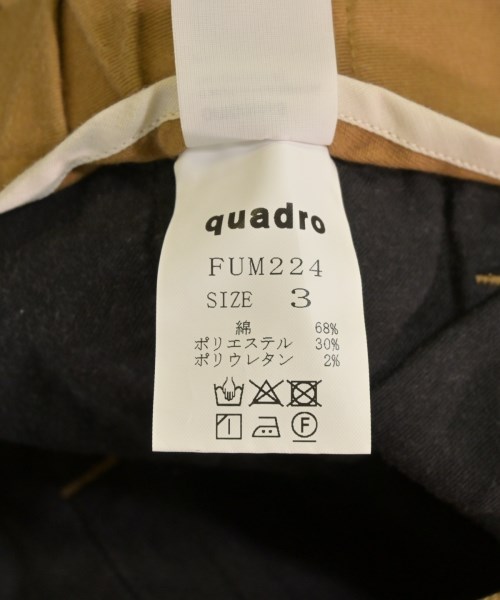 quadro
FUM224
SIZE 3
綿 68%
ポリエステル 30%
ポリウレタン 2%
F